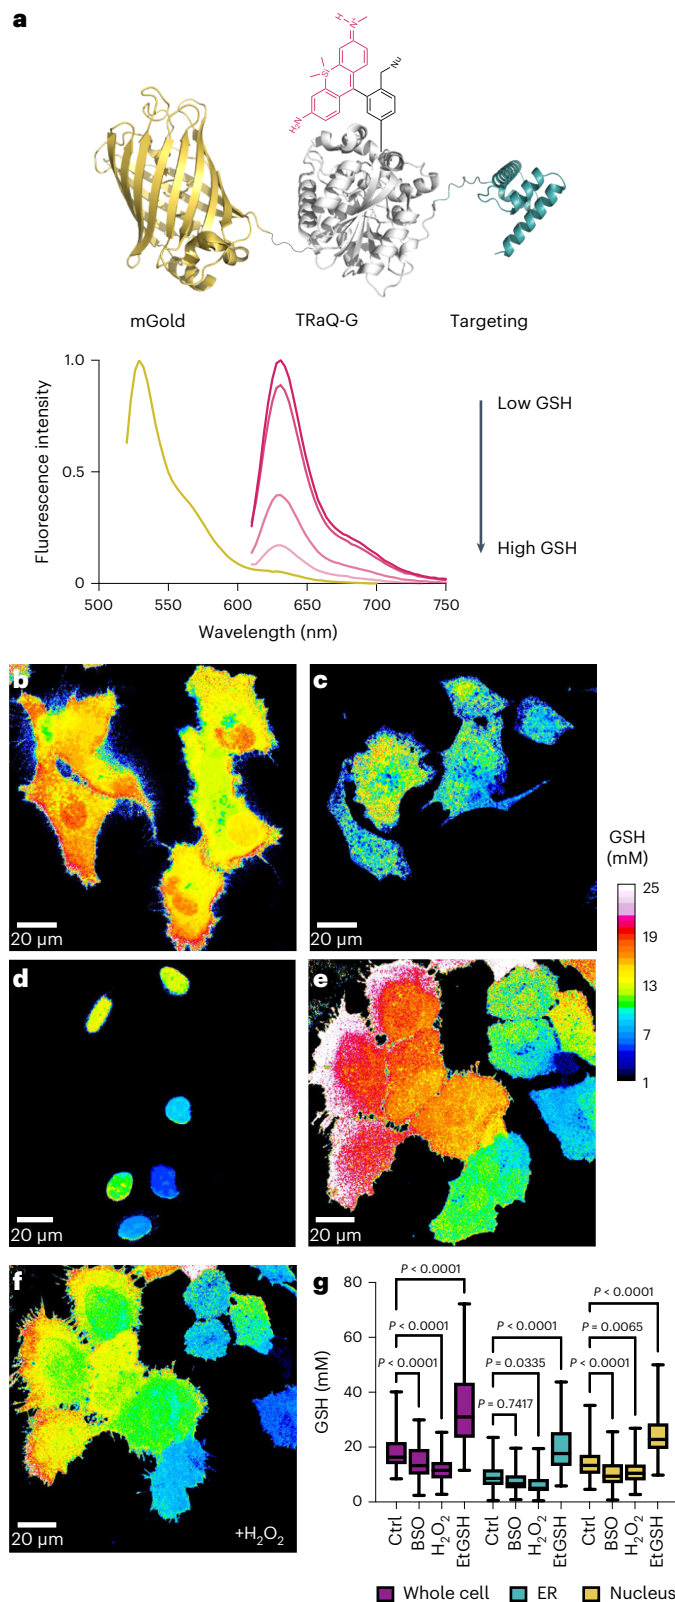 a
H
N+
Si
Nu
H2N
mGold
TRaQ-G
Targeting
1.0
0.5
0
Fluorescence intensity
500
550
600
650
700
750
Wavelength (nm)
Low GSH
High GSH
b
20 µm
c
20 µm
GSH
(mM)
25
19
13
7
1
d
20 µm
e
20 µm
f
20 µm
+H2O2
g
80
60
40
20
0
GSH (mM)
P < 0.0001
P < 0.0001
P < 0.0001
P < 0.0001
P = 0.0335
P = 0.7417
P < 0.0001
P = 0.0065
P < 0.0001
Ctrl
BSO
H2O2
EtGSH
Ctrl
BSO
H2O2
EtGSH
Ctrl
BSO
H2O2
EtGSH
Whole cell
ER
Nucleus